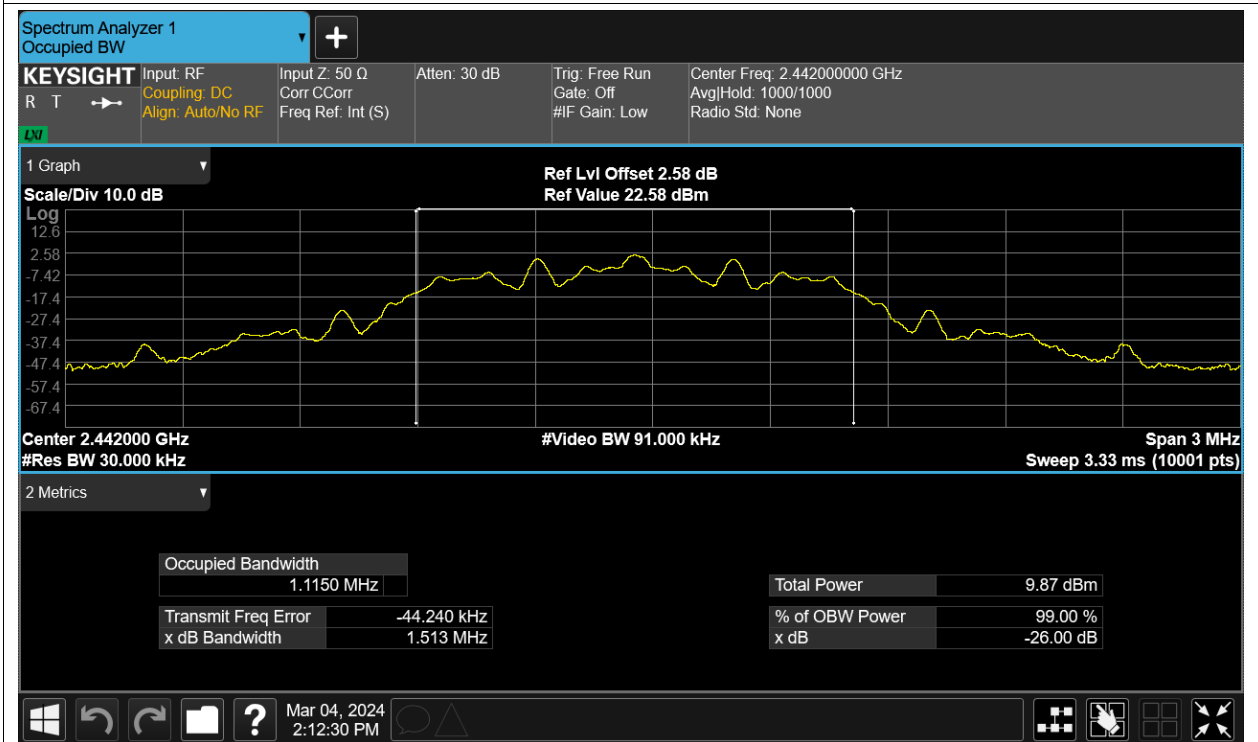 Spectrum Analyzer 1
Occupied BW
+
KEYSIGHT
R T
LXI
Input: RF
Coupling: DC
Align: Auto/No RF
Input Z: 50 Ω
Corr CCorr
Freq Ref: Int (S)
Atten: 30 dB
Trig: Free Run
Gate: Off
#IF Gain: Low
Center Freq: 2.442000000 GHz
Avg|Hold: 1000/1000
Radio Std: None
1 Graph
Scale/Div 10.0 dB
Ref Lvl Offset 2.58 dB
Ref Value 22.58 dBm
Log
12.6
2.58
-7.42
-17.4
-27.4
-37.4
-47.4
-57.4
-67.4
Center 2.442000 GHz
#Res BW 30.000 kHz
#Video BW 91.000 kHz
Span 3 MHz
Sweep 3.33 ms (10001 pts)
2 Metrics
Occupied Bandwidth
1.1150 MHz
Transmit Freq Error -44.240 kHz
x dB Bandwidth 1.513 MHz
Total Power 9.87 dBm
% of OBW Power 99.00 %
x dB -26.00 dB
?
Mar 04, 2024
2:12:30 PM